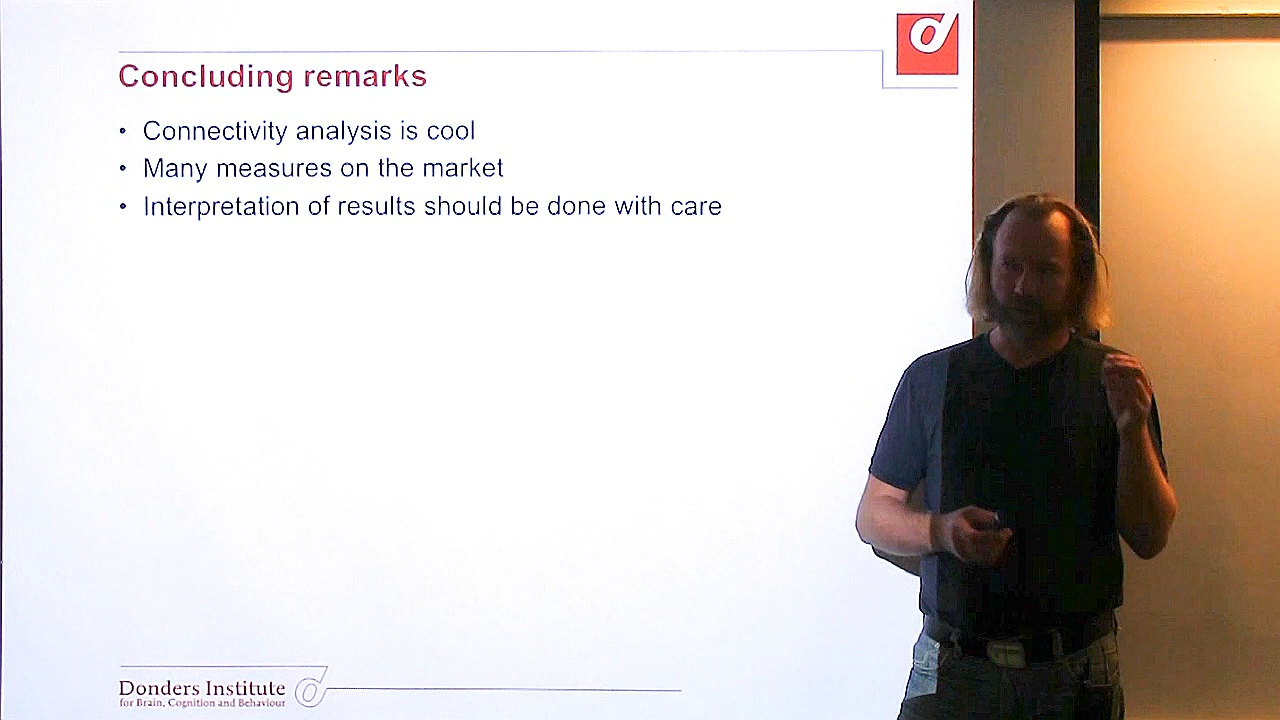 Concluding remarks
• Connectivity analysis is cool
• Many measures on the market
• Interpretation of results should be done with care
Donders Institute
for Brain, Cognition and Behaviour